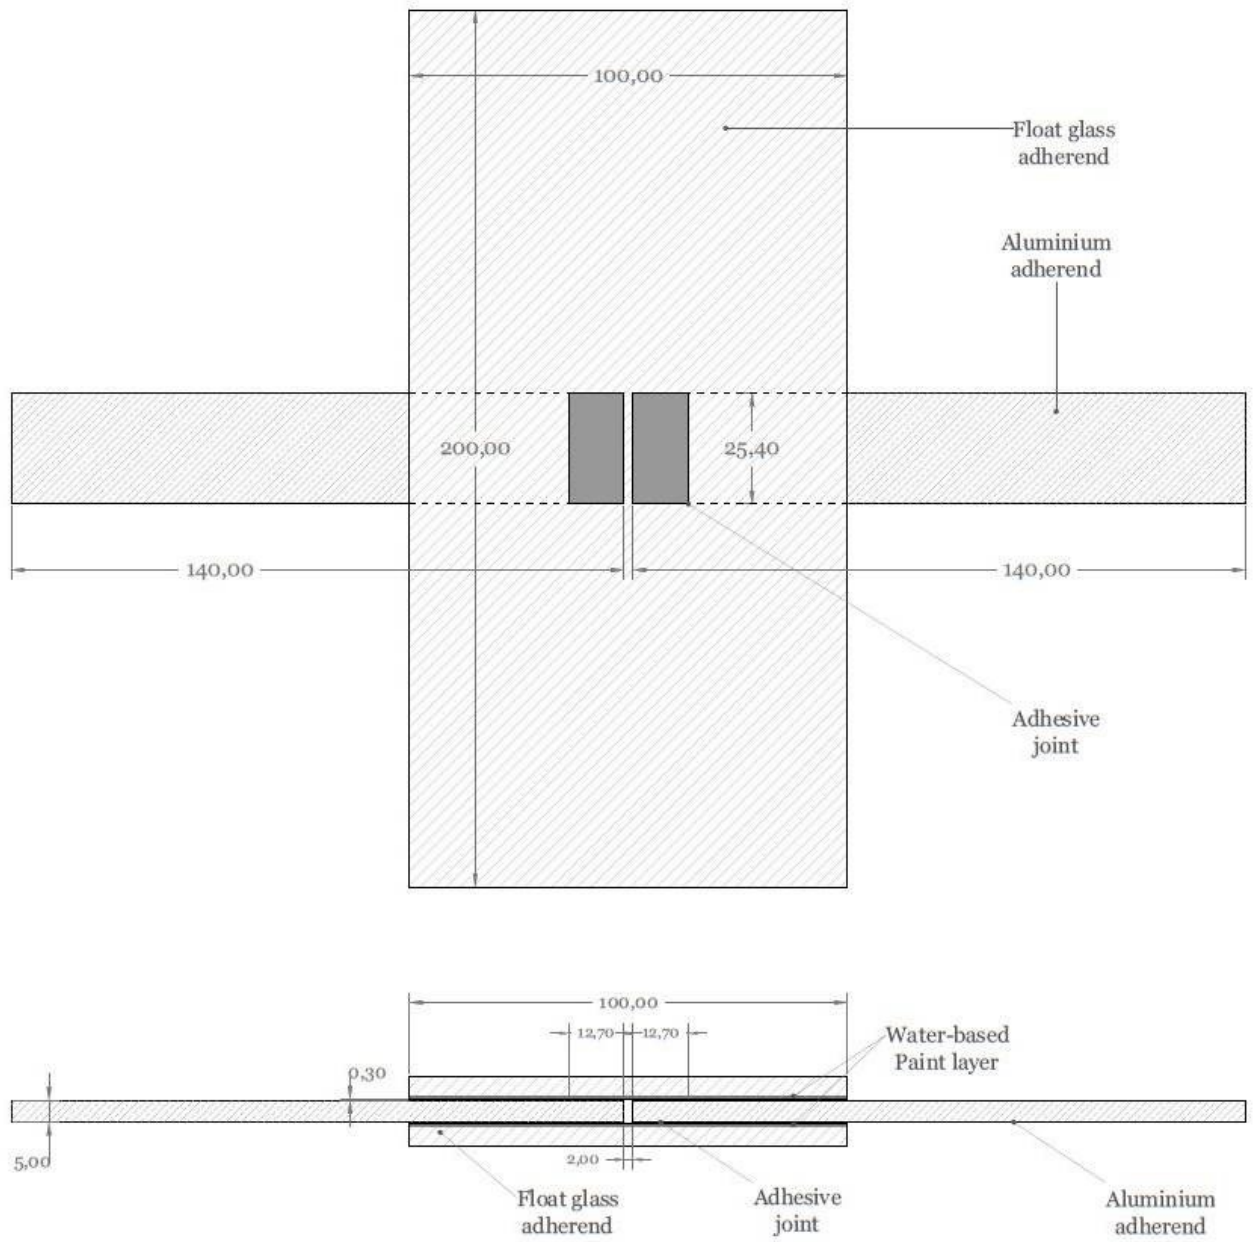 100,00
Float glass
adherend
Aluminium
adherend
200,00
25,40
140,00
140,00
Adhesive
joint
100,00
12,70
12,70
Water-based
Paint layer
0,30
5,00
2,00
Float glass
adherend
Adhesive
joint
Aluminium
adherend